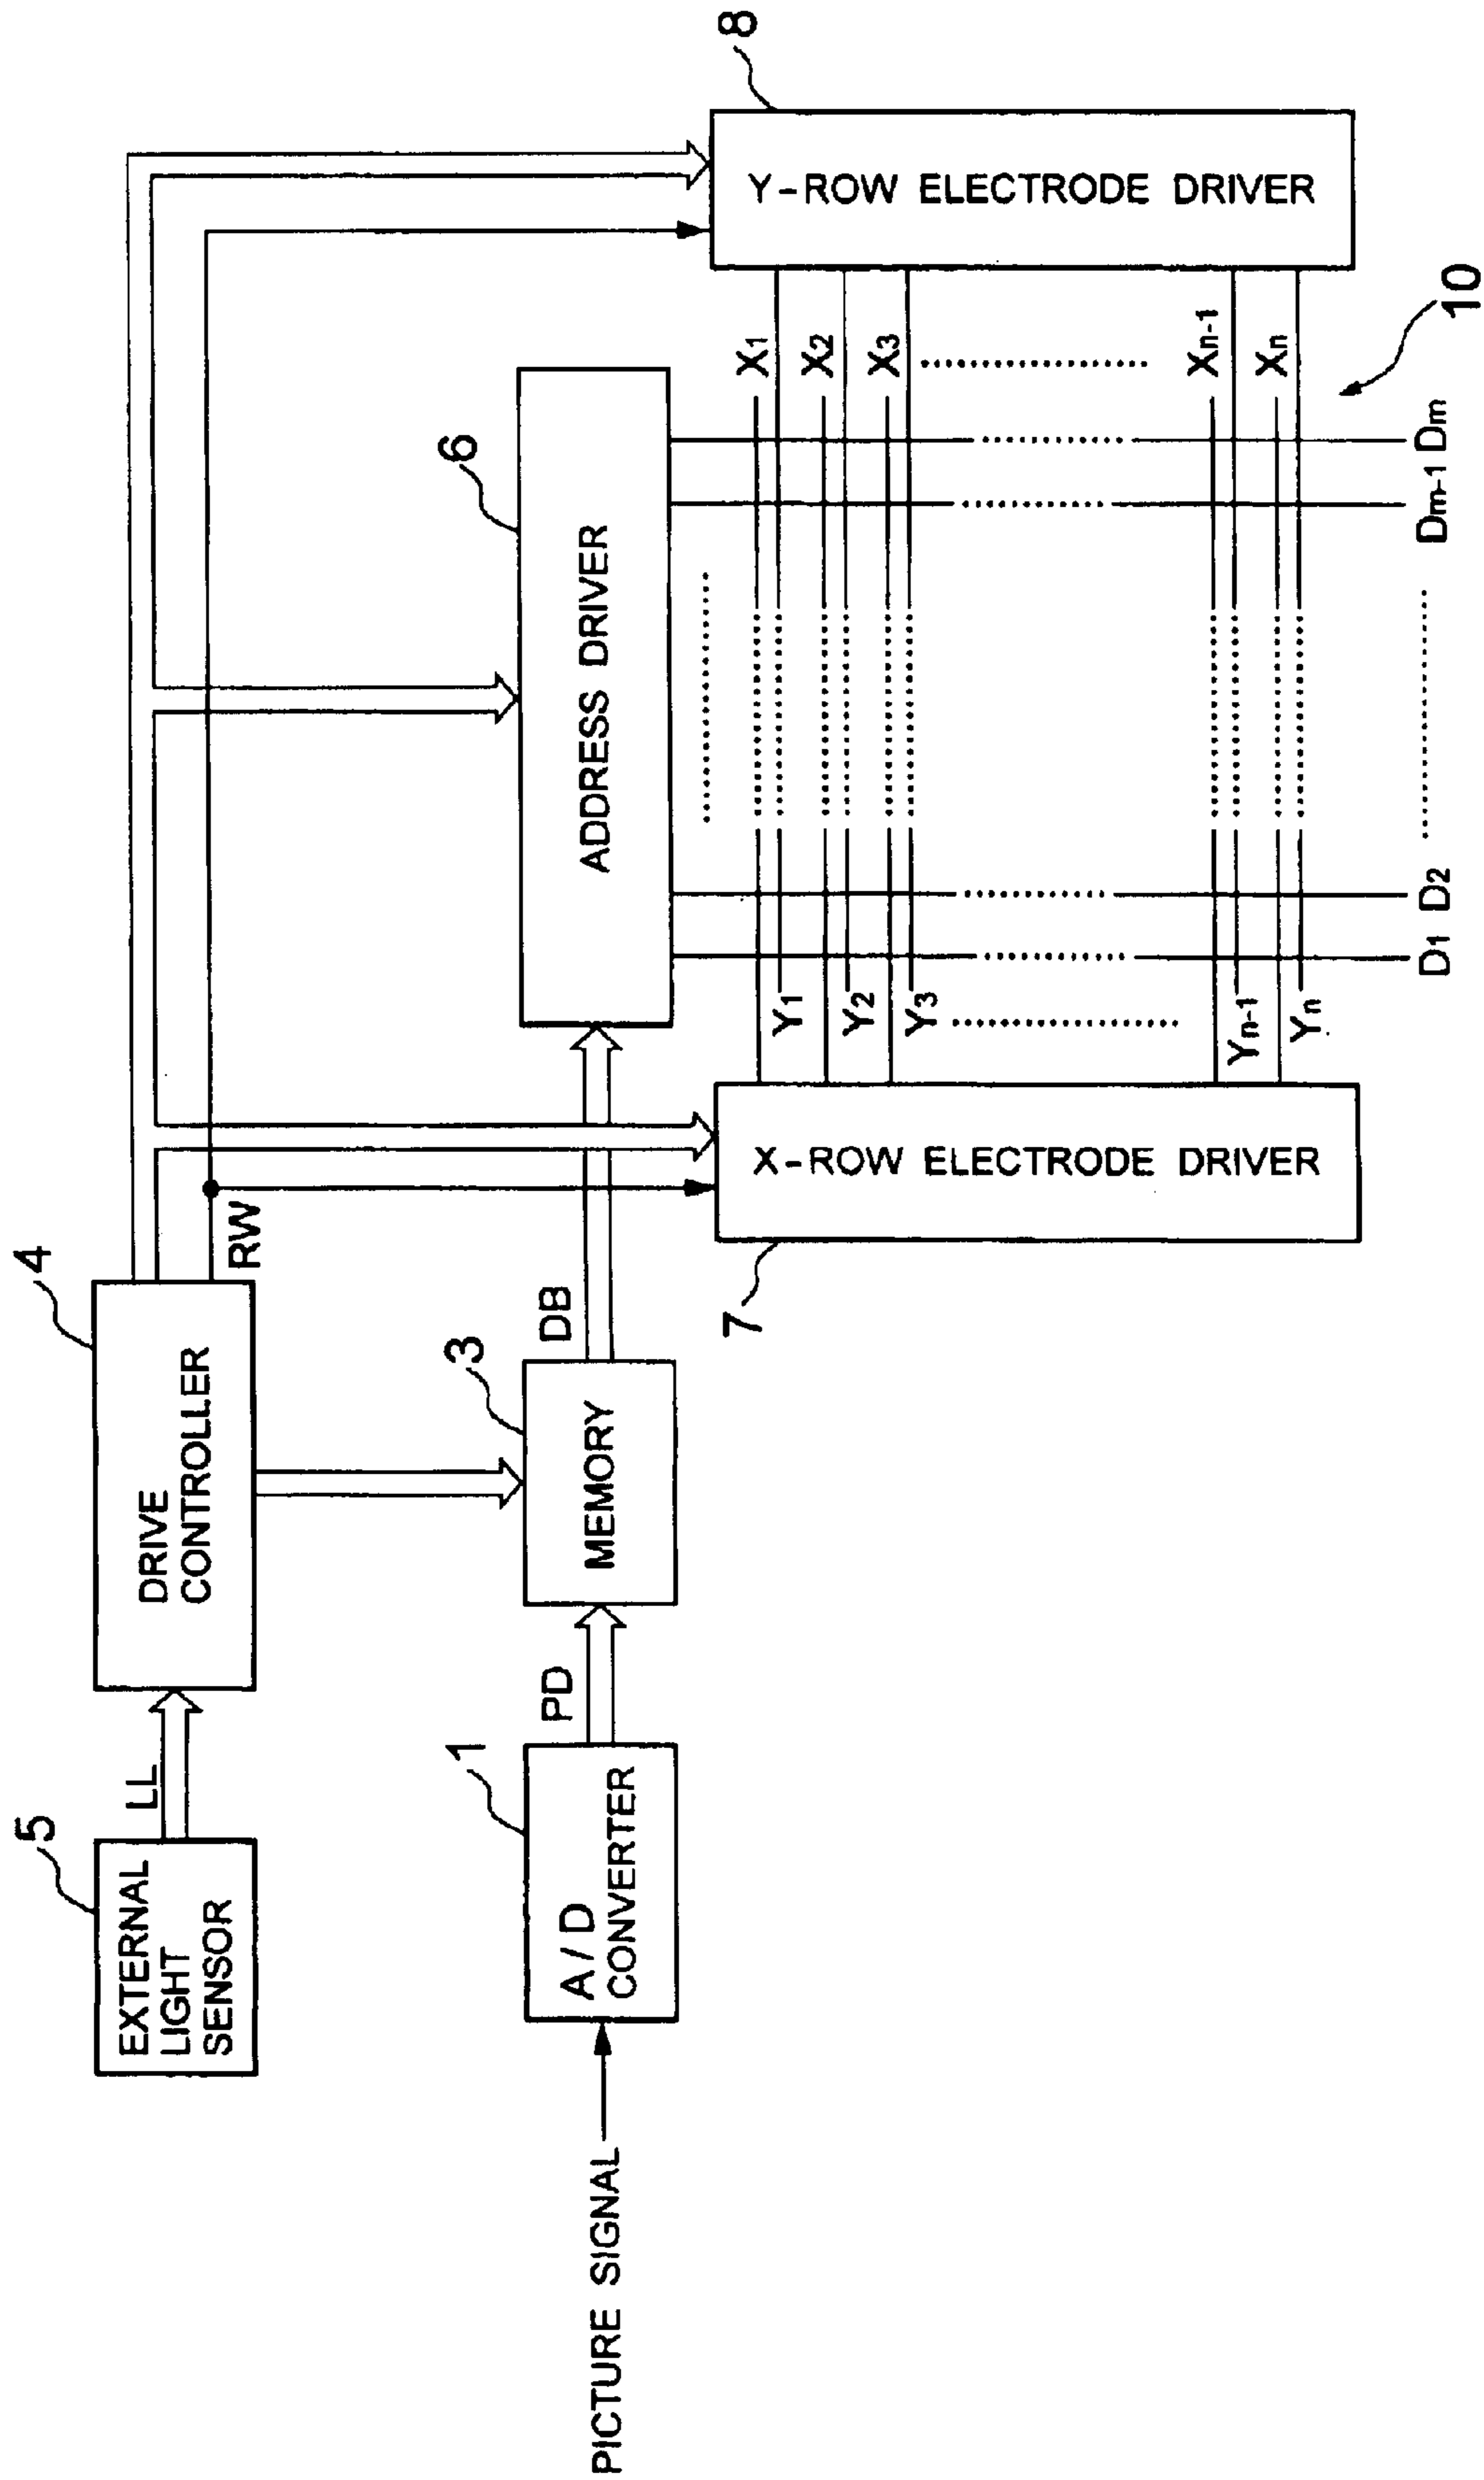 5
EXTERNAL
LIGHT
SENSOR
LL
4
DRIVE
CONTROLLER
RW
PICTURE SIGNAL
1
A/D
CONVERTER
PD
3
MEMORY
DB
6
ADDRESS DRIVER
7
X-ROW ELECTRODE DRIVER
8
Y-ROW ELECTRODE DRIVER
X1
Y1
X2
Y2
X3
Y3
Xn-1
Yn-1
Xn
Yn
D1 D2 Dm-1 Dm
10